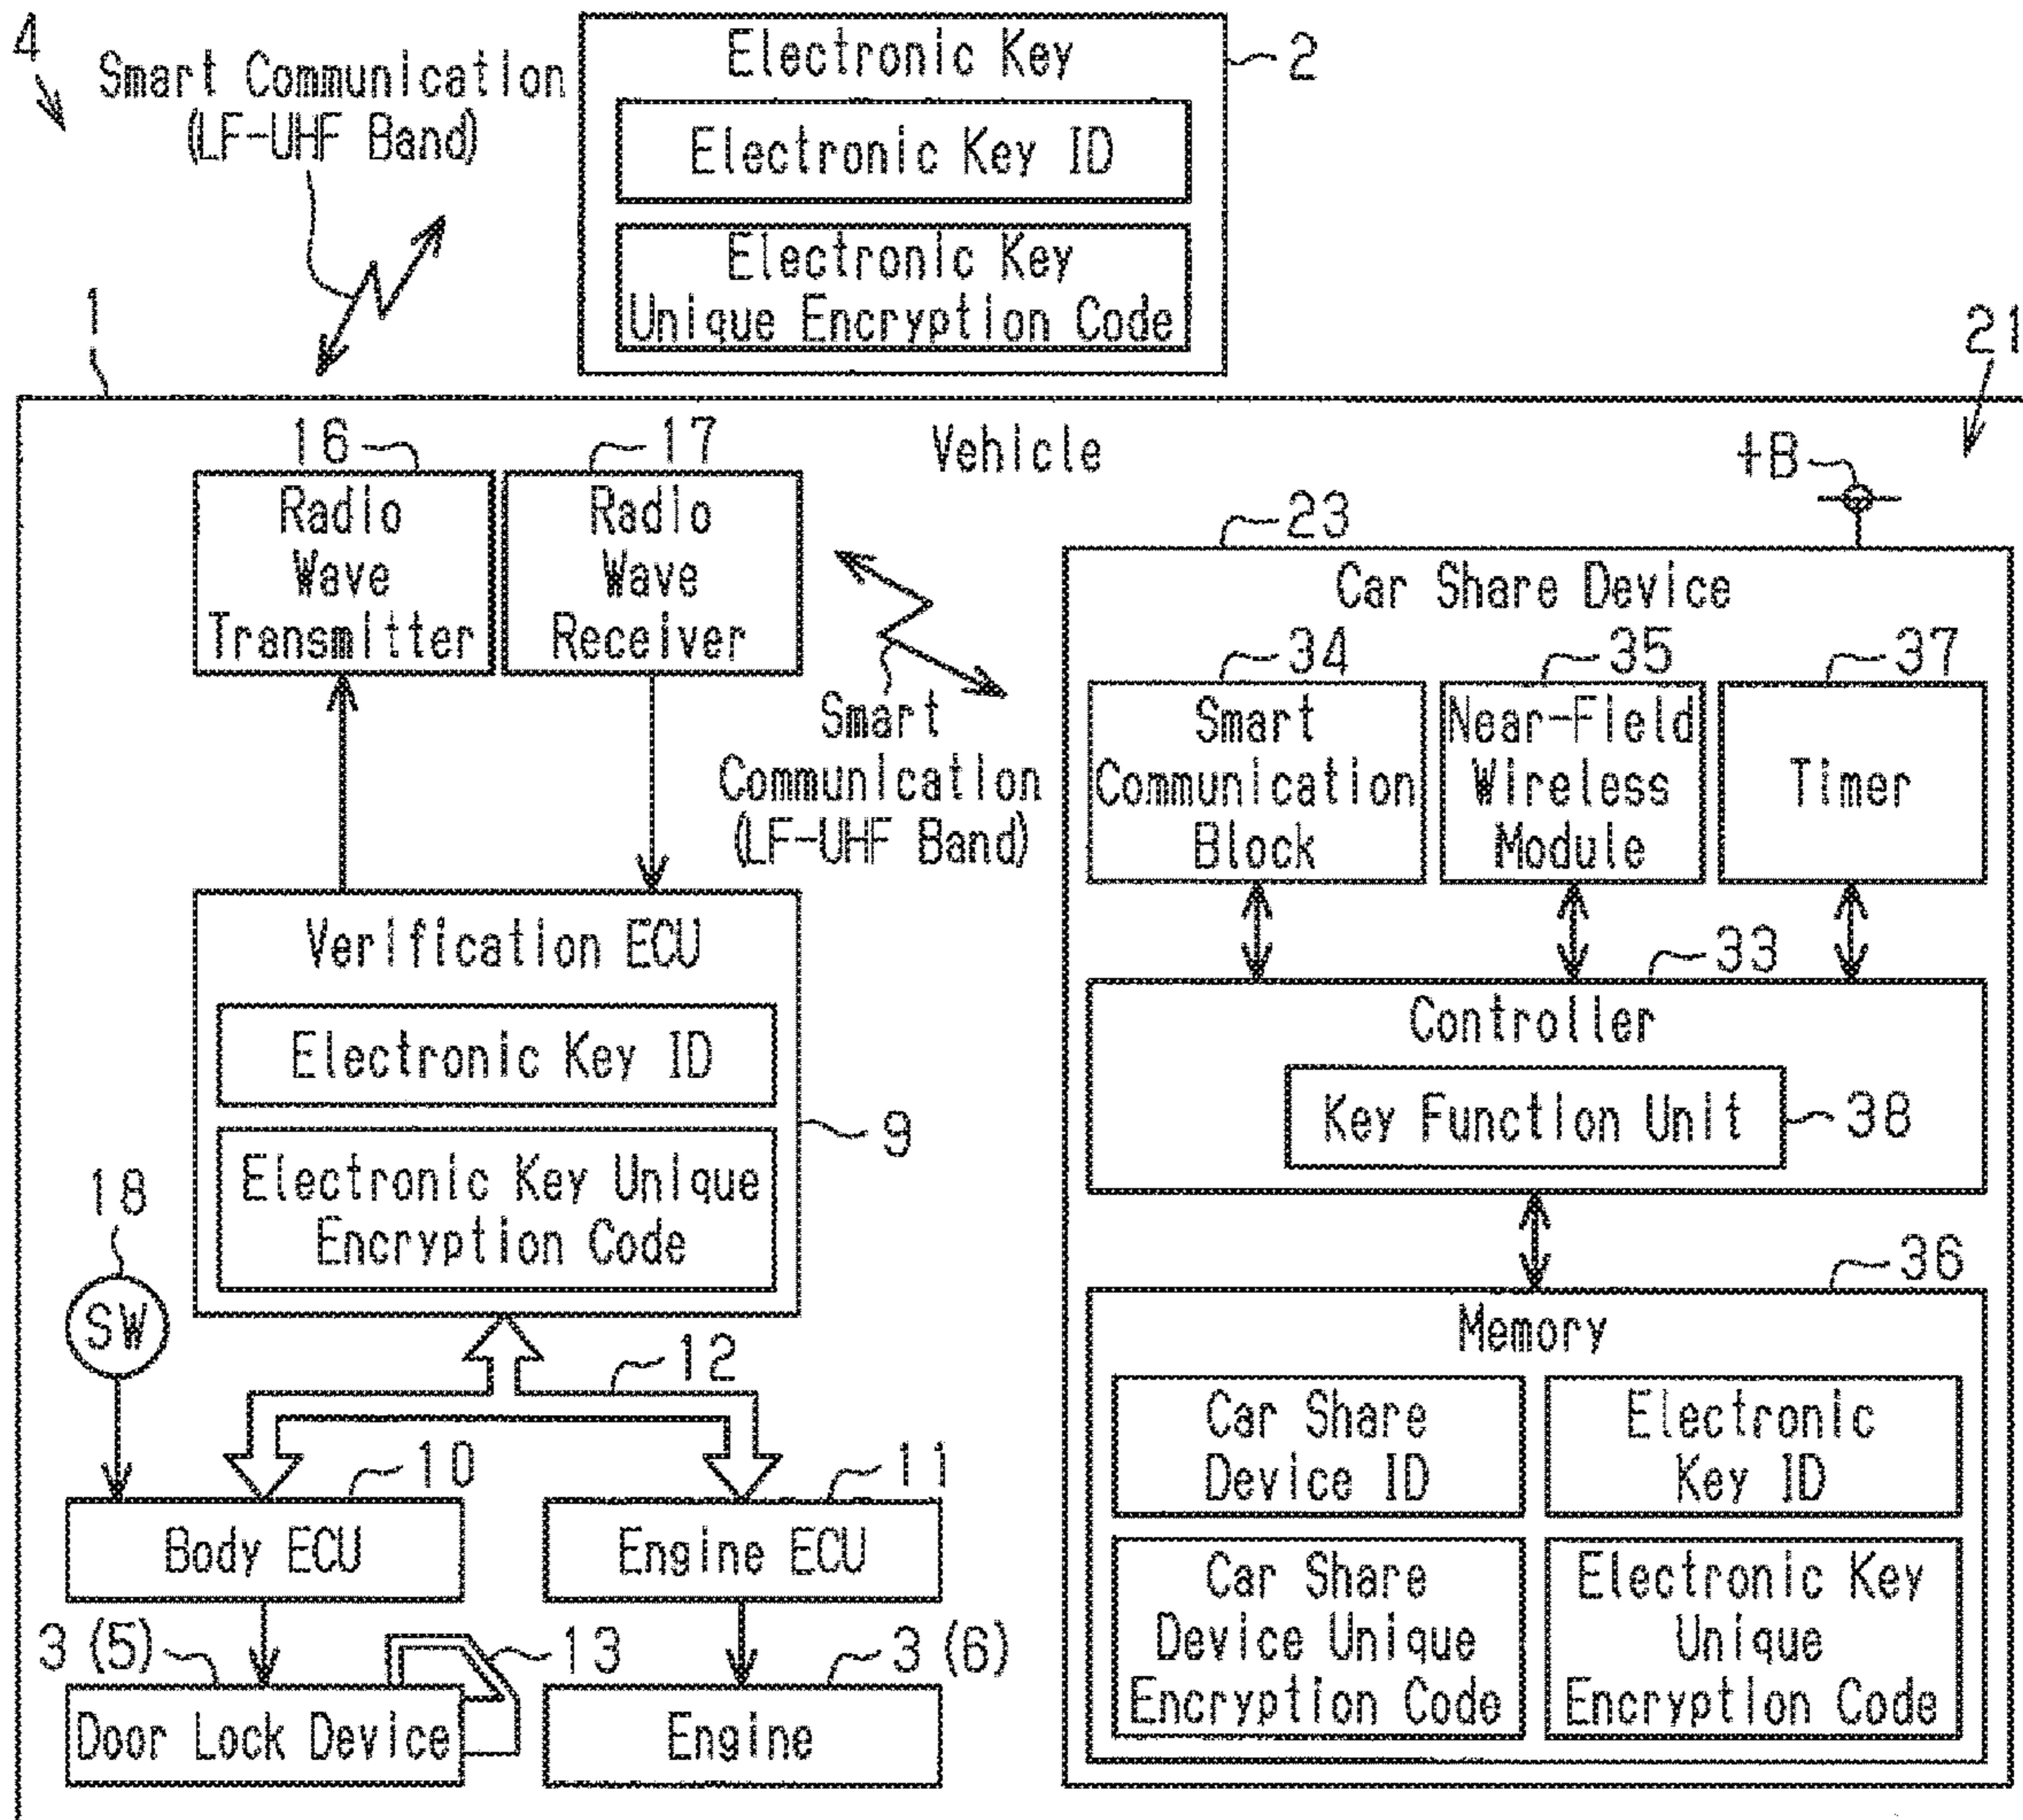 4
Smart Communication
(LF-UHF Band)
Electronic Key
2
Electronic Key ID
Electronic Key
Unique Encryption Code
1
21
Vehicle
16
17
+B
Radio
Wave
Transmitter
Radio
Wave
Receiver
23
Car Share Device
Smart
Communication
(LF-UHF Band)
34
35
37
Smart
Communication
Block
Near-Field
Wireless
Module
Timer
Verification ECU
Electronic Key ID
Electronic Key Unique
Encryption Code
9
33
Controller
Key Function Unit
38
18
SW
12
36
Memory
Car Share
Device ID
Electronic
Key ID
Car Share
Device Unique
Encryption Code
Electronic Key
Unique
Encryption Code
10
11
Body ECU
Engine ECU
3 (5)
13
3 (6)
Door Lock Device
Engine